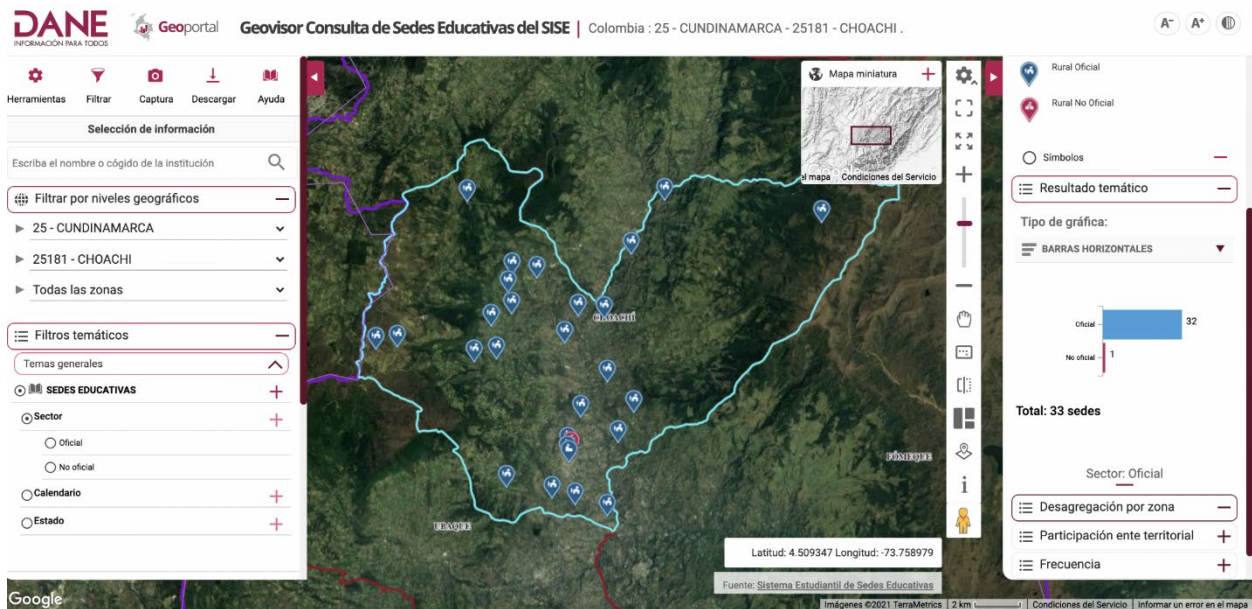 DANE
INFORMACIÓN PARA TODOS
Geoportal
Geovisor Consulta de Sedes Educativas del SISE | Colombia : 25 - CUNDINAMARCA - 25181 - CHOACHI .
A-
A+
Herramientas
Filtrar
Captura
Descargar
Ayuda
Selección de información
Escriba el nombre o cógido de la institución
Filtrar por niveles geográficos
25 - CUNDINAMARCA
25181 - CHOACHI
Todas las zonas
Filtros temáticos
Temas generales
SEDES EDUCATIVAS
Sector
Oficial
No oficial
Calendario
Estado
Google
Mapa miniatura
el mapa
Condiciones del Servicio
CHOACHÍ
FÓMEQUE
UBAQUE
Latitud: 4.509347 Longitud: -73.758979
Fuente: Sistema Estudiantil de Sedes Educativas
Imágenes ©2021 TerraMetrics
2 km
Condiciones del Servicio
Informar un error en el mapa
Rural Oficial
Rural No Oficial
Símbolos
Resultado temático
Tipo de gráfica:
BARRAS HORIZONTALES
Oficial
32
No oficial
1
Total: 33 sedes
Sector: Oficial
Desagregación por zona
Participación ente territorial
Frecuencia